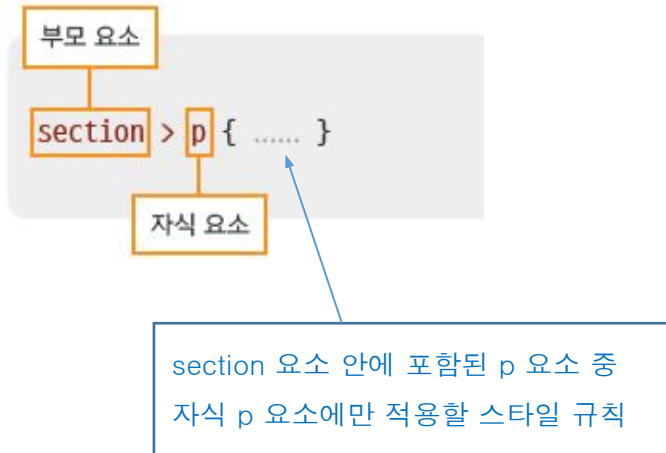 부모 요소
section > p { ...... }
자식 요소
section 요소 안에 포함된 p 요소 중
자식 p 요소에만 적용할 스타일 규칙